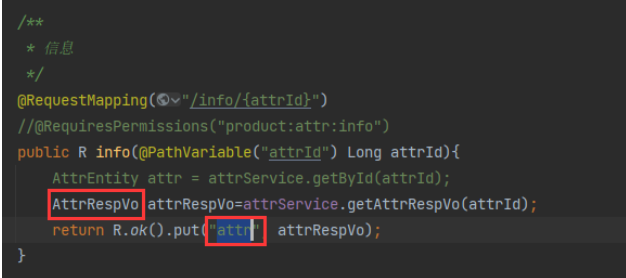 /**
* 信息
*/
@RequestMapping("/info/{attrId}")
//@RequiresPermissions("product:attr:info")
public R info(@PathVariable("attrId") Long attrId){
AttrEntity attr = attrService.getById(attrId);
AttrRespVo attrRespVo=attrService.getAttrRespVo(attrId);
return R.ok().put("attr", attrRespVo);
}